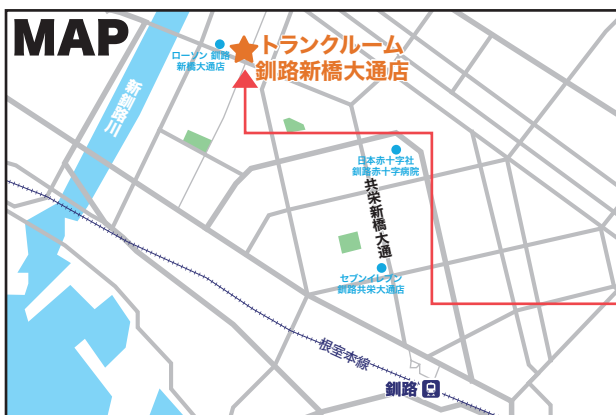 MAP
ローソン 釧路
新橋大通店
トランクルーム
釧路新橋大通店
新釧路川
日本赤十字社
釧路赤十字病院
共栄新橋大通
セブンイレブン
釧路共栄大通店
根室本線
釧路